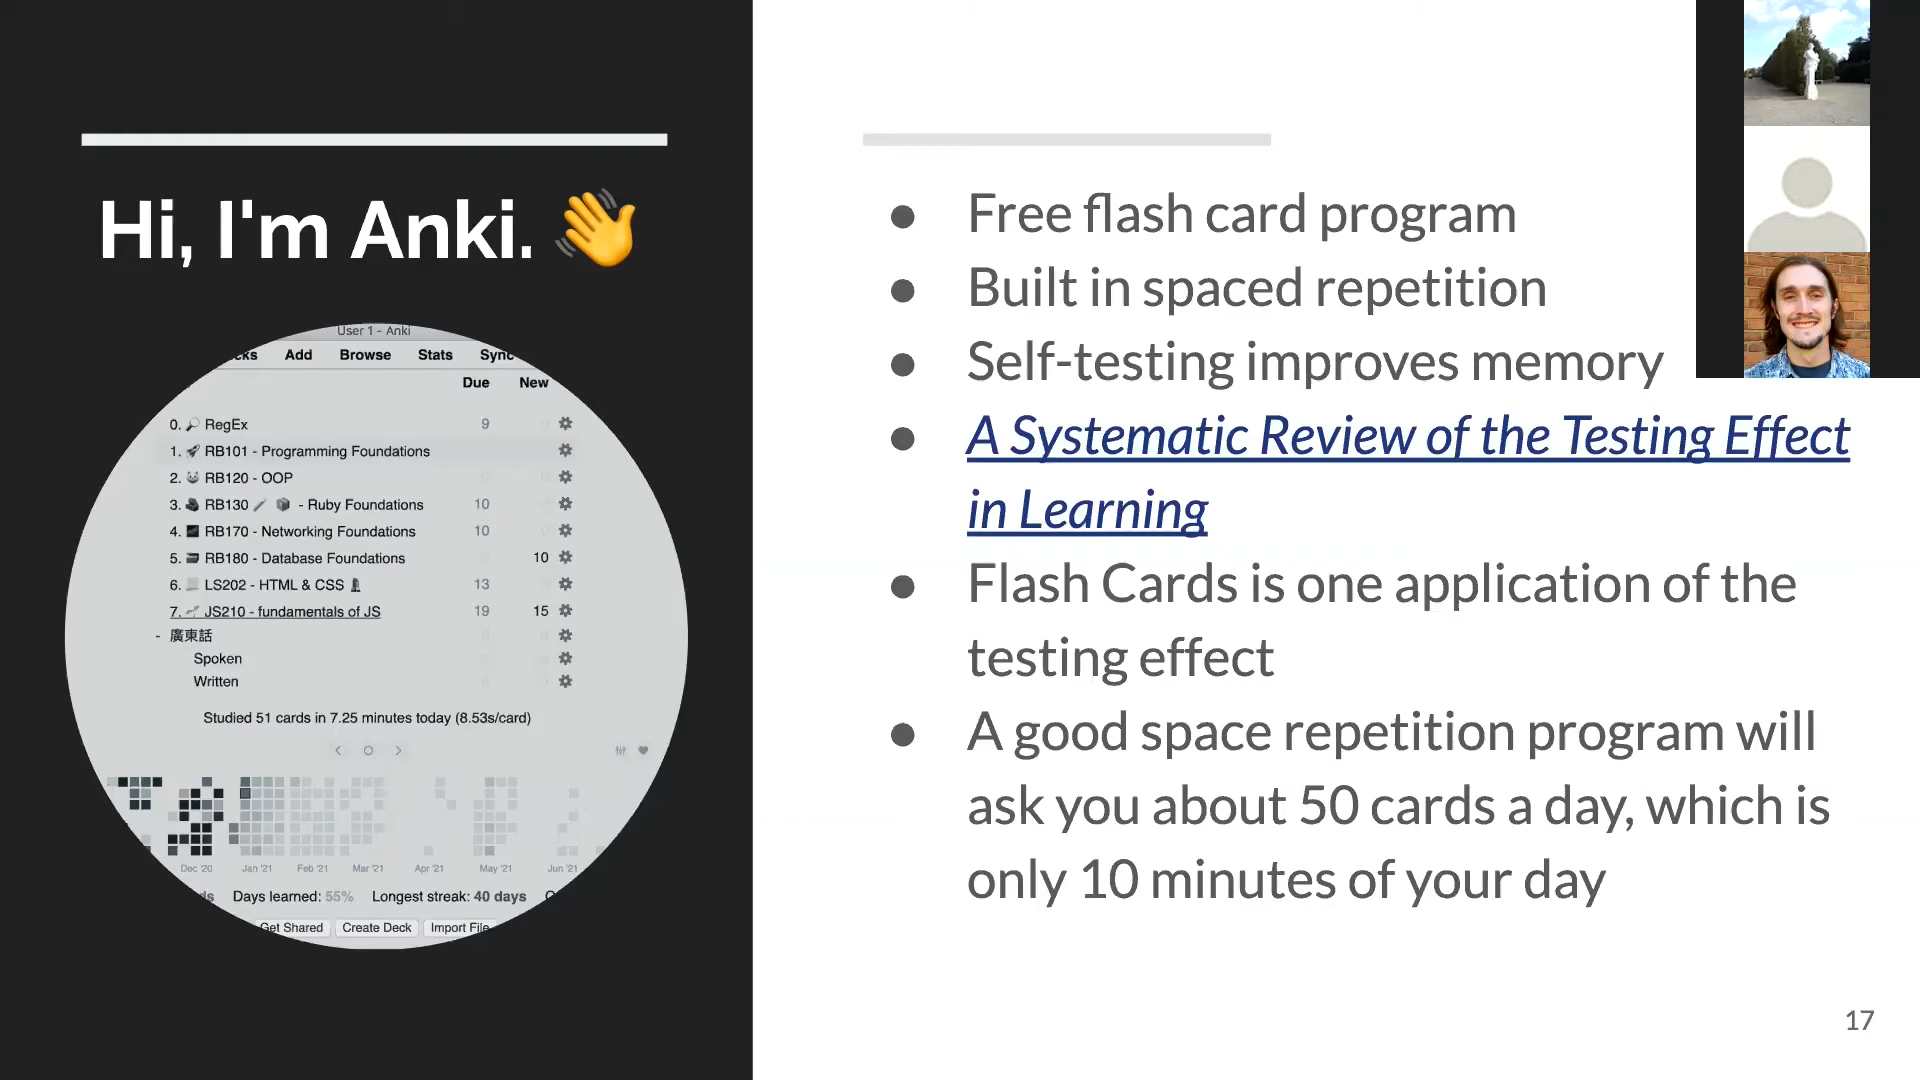 Hi, I'm Anki. 👋
User 1 - Anki
Add Browse Stats Sync
Due New
0. RegEx 9
1. RB101 - Programming Foundations
2. RB120 - OOP
3. RB130 - Ruby Foundations 10
4. RB170 - Networking Foundations 10
5. RB180 - Database Foundations 10
6. LS202 - HTML & CSS 13
7. JS210 - fundamentals of JS 19 15
- 廣東話
Spoken
Written
Studied 51 cards in 7.25 minutes today (8.53s/card)
Dec '20 Jan '21 Feb '21 Mar '21 Apr '21 May '21 Jun '21
Days learned: 55% Longest streak: 40 days
Get Shared Create Deck Import File
● Free flash card program
● Built in spaced repetition
● Self-testing improves memory
● A Systematic Review of the Testing Effect
in Learning
● Flash Cards is one application of the
testing effect
● A good space repetition program will
ask you about 50 cards a day, which is
only 10 minutes of your day
17